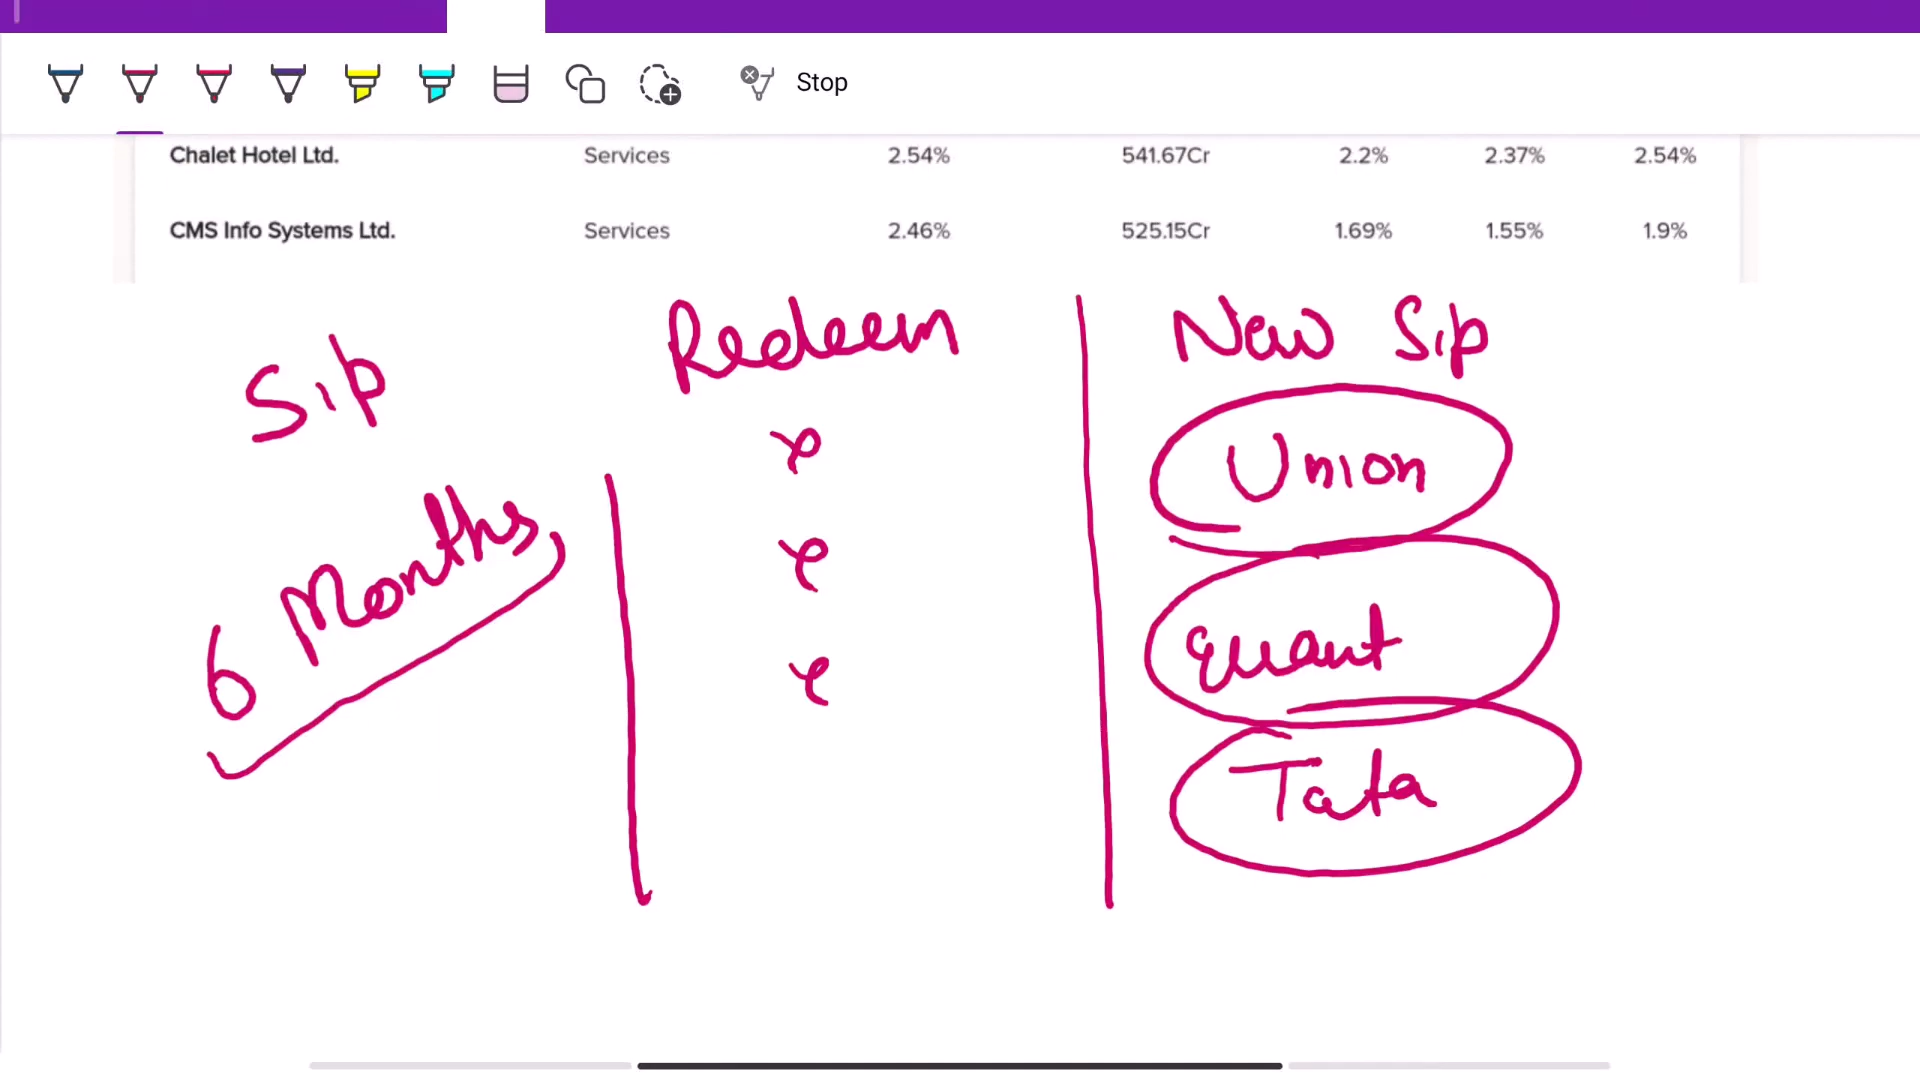 Stop
Chalet Hotel Ltd. Services 2.54% 541.67Cr 2.2% 2.37% 2.54%
CMS Info Systems Ltd. Services 2.46% 525.15Cr 1.69% 1.55% 1.9%
Sip
6 Months
Redeem
New Sip
Union
quant
Tata